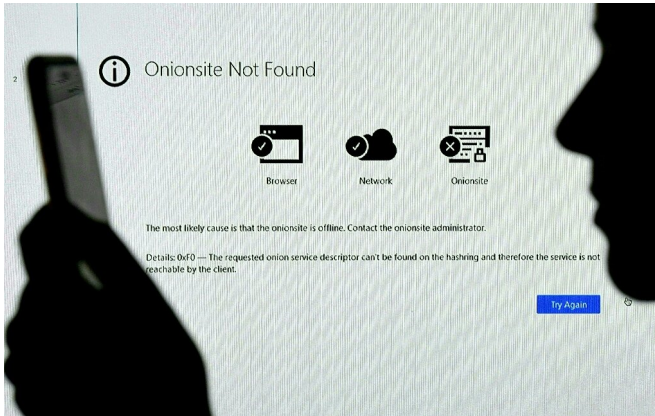 2
Onionsite Not Found
Browser Network Onionsite
The most likely cause is that the onionsite is offline. Contact the onionsite administrator.
Details: 0xF0 — The requested onion service descriptor can't be found on the hashring and therefore the service is not
reachable by the client.
Try Again